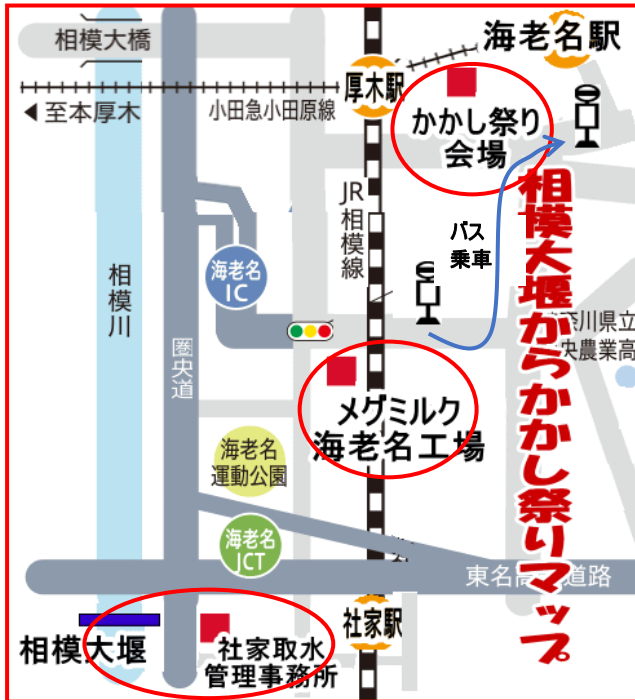 相模大橋
海老名駅
厚木駅
◀至本厚木
小田急小田原線
かかし祭り
会場
JR相模線
バス
乗車
相模大堰からかかし祭りマップ
海老名
IC
相模川
圏央道
奈川県立
央農業高
メグミルク
海老名工場
海老名
運動公園
海老名
JCT
東名高
道路
社家駅
相模大堰
社家取水
管理事務所